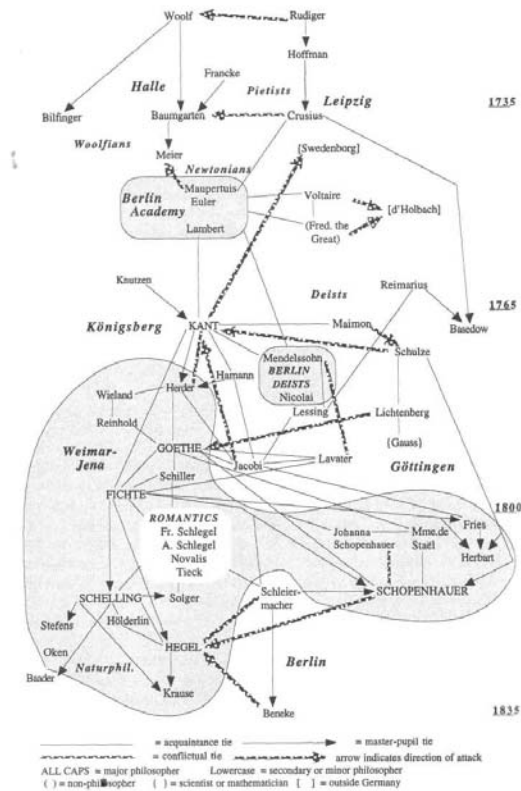 Woolf
Rudiger
Hoffman
Francke
Halle
Pietists
Leipzig
1735
Bilfinger
Baumgarten
Crusius
Woolfians
Meier
[Swedenborg]
Newtonians
Maupertuis
Euler
Berlin
Academy
Voltaire
(Fred. the
Great)
[d'Holbach]
Lambert
Knutzen
Deists
Reimarius
1765
Königsberg
KANT
Maimon
Basedow
Schulze
Mendelssohn
BERLIN
DEISTS
Nicolai
Herder
Hamann
Wieland
Lessing
Lichtenberg
Reinhold
{Gauss}
Weimar-
Jena
GOETHE
Jacobi
Lavater
Göttingen
Schiller
FICHTE
1800
ROMANTICS
Fr. Schlegel
A. Schlegel
Novalis
Tieck
Johanna
Schopenhauer
Mme.de
Staël
Fries
Herbart
SCHELLING
Solger
Schleier-
macher
SCHOPENHAUER
Stefens
Hölderlin
Oken
HEGEL
Berlin
Baader
Naturphil.
Krause
Beneke
1835
= acquaintance tie
= master-pupil tie
= conflictual tie
arrow indicates direction of attack
ALL CAPS = major philosopher Lowercase = secondary or minor philosopher
( ) = non-philosopher { } = scientist or mathematician [ ] = outside Germany